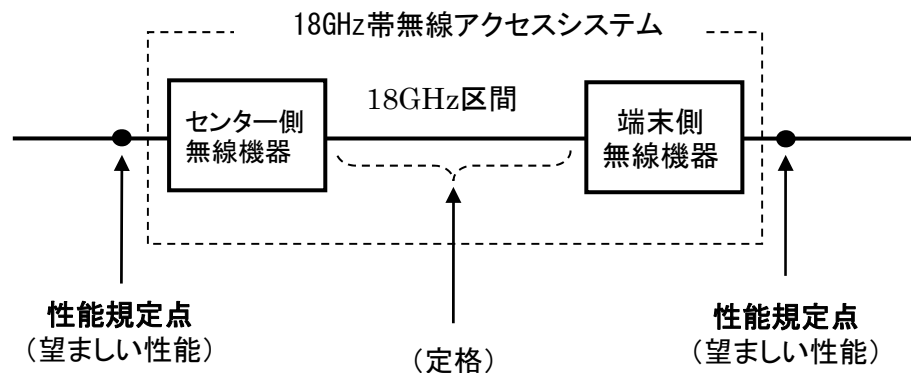 18GHz帯無線アクセスシステム
センター側
無線機器
18GHz区間
端末側
無線機器
性能規定点
（望ましい性能）
（定格）
性能規定点
（望ましい性能）